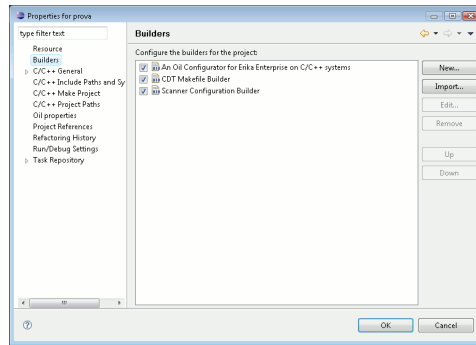 Properties for prova
type filter text
Builders
Resource
Builders
C/C++ General
C/C++ Include Paths and Sy
C/C++ Make Project
C/C++ Project Paths
Oil properties
Project References
Refactoring History
Run/Debug Settings
Task Repository
Configure the builders for the project:
An Oil Configurator for Erika Enterprise on C/C++ systems
CDT Makefile Builder
Scanner Configuration Builder
New...
Import...
Edit...
Remove
Up
Down
OK
Cancel